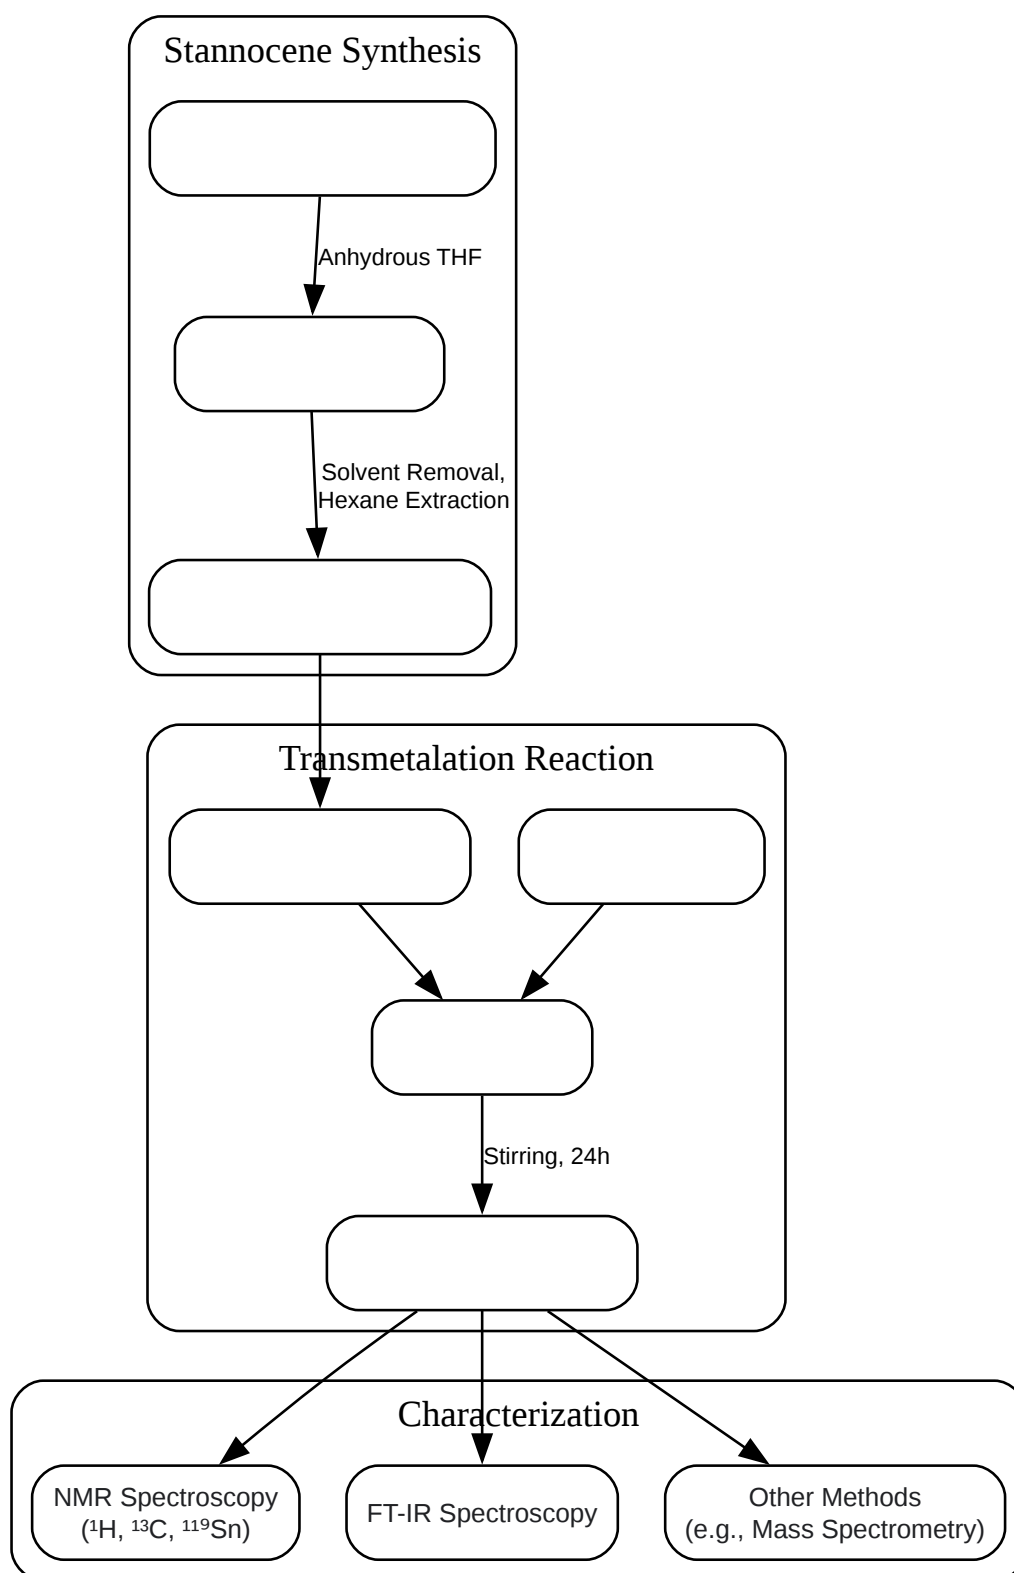 Stannocene Synthesis
Anhydrous THF
Solvent Removal,
Hexane Extraction
Transmetalation Reaction
Stirring, 24h
Characterization
NMR Spectroscopy
(¹H, ¹³C, ¹¹⁹Sn)
FT-IR Spectroscopy
Other Methods
(e.g., Mass Spectrometry)